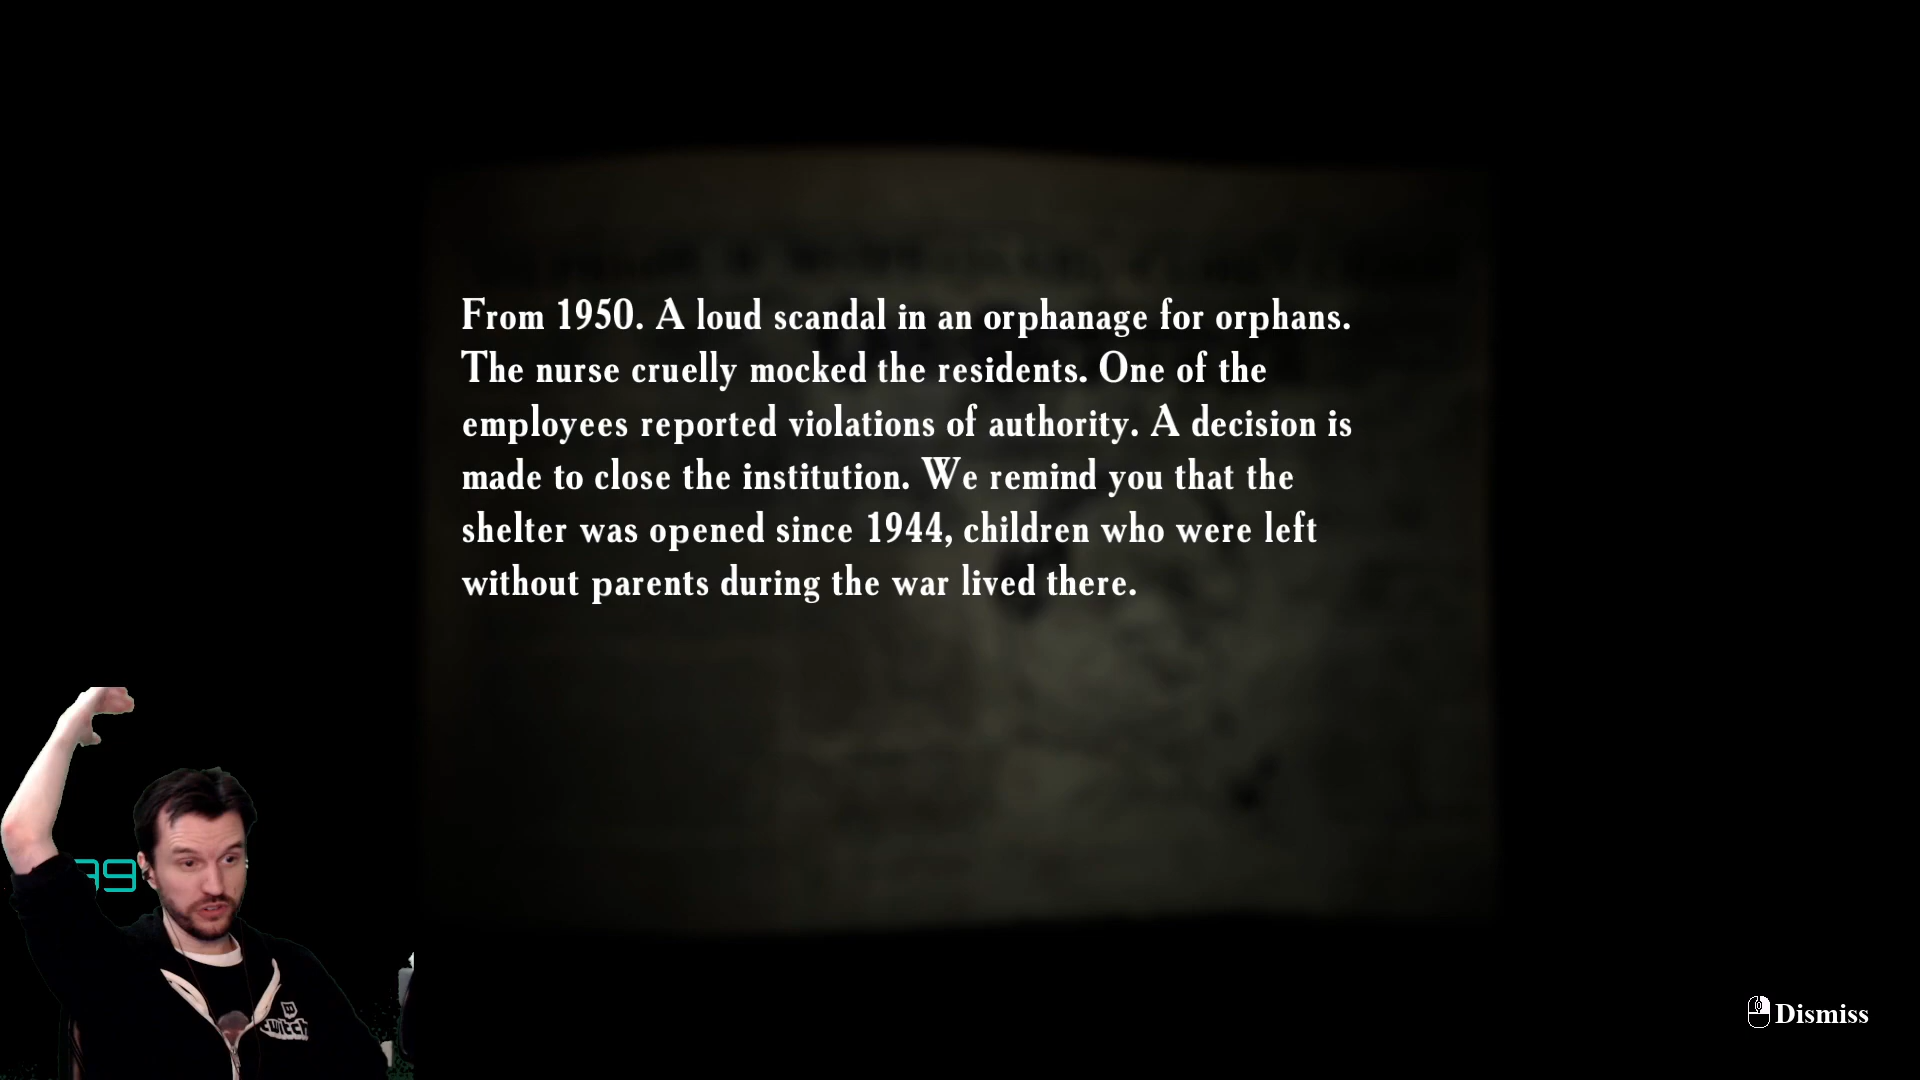 From 1950. A loud scandal in an orphanage for orphans.
The nurse cruelly mocked the residents. One of the
employees reported violations of authority. A decision is
made to close the institution. We remind you that the
shelter was opened since 1944, children who were left
without parents during the war lived there.
99
twitch
Dismiss